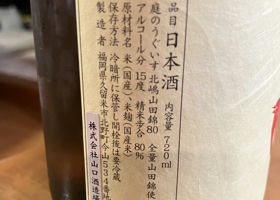 品目 日本酒 内容量 720ml
庭のうぐいす 北嶋山田錦80 全量山田錦使
アルコール分 15度 精米歩合 80%
原材料名 米(国産)、米麹(国産米)
保存方法 冷暗所に保管し開栓後は要冷蔵
製造者 福岡県久留米市北野町今山534番地
株式会社山口酒造場